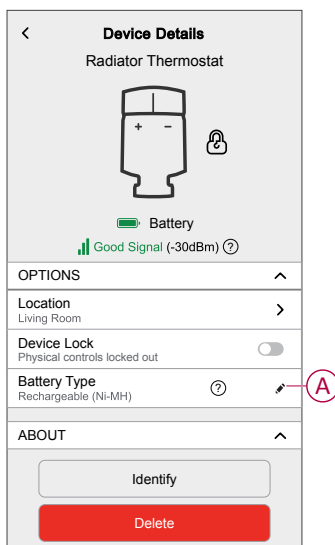 Device Details
Radiator Thermostat
+ -
Battery
Good Signal (-30dBm) ?
OPTIONS
Location
Living Room
Device Lock
Physical controls locked out
Battery Type ?
Rechargeable (Ni-MH)
A
ABOUT
Identify
Delete